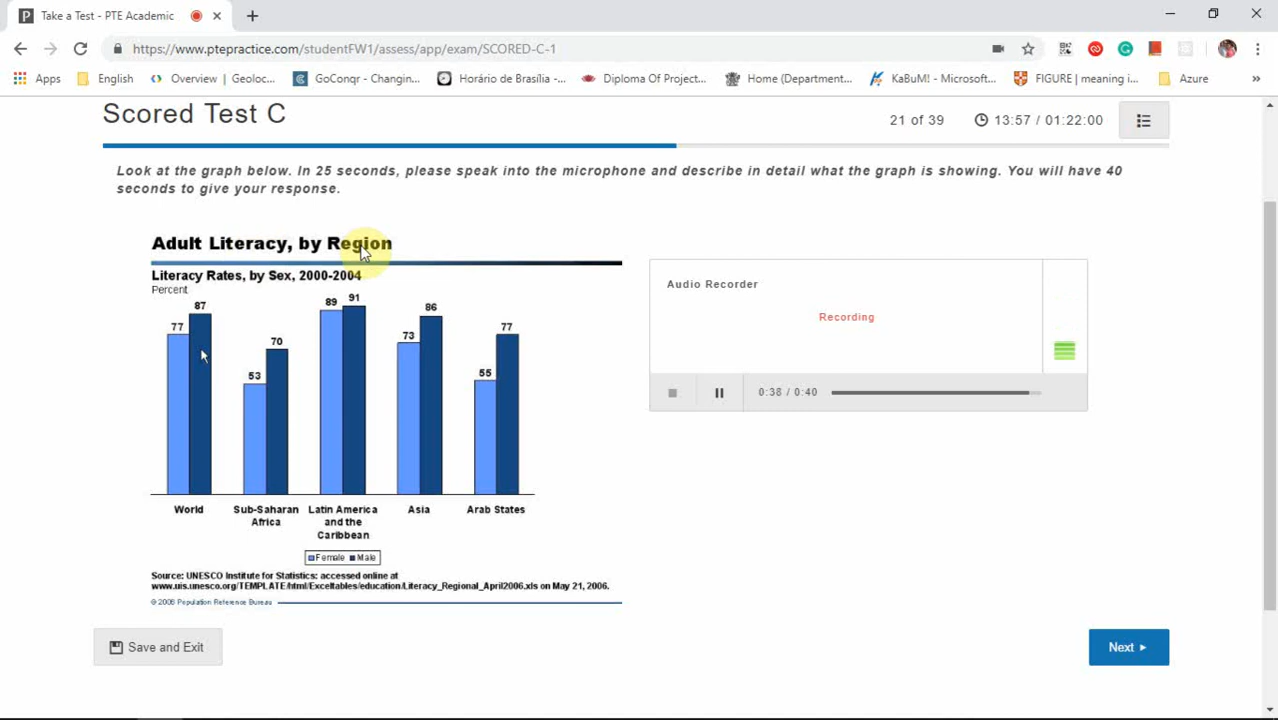 Take a Test - PTE Academic
https://www.ptepractice.com/studentFW1/assess/app/exam/SCORED-C-1
Apps English Overview | Geoloc... GoConqr - Changin... Horário de Brasília -... Diploma Of Project... Home (Department... KaBuM! - Microsoft... FIGURE | meaning i... Azure
Scored Test C
21 of 39 13:57 / 01:22:00
Look at the graph below. In 25 seconds, please speak into the microphone and describe in detail what the graph is showing. You will have 40
seconds to give your response.
Adult Literacy, by Region
Literacy Rates, by Sex, 2000-2004
Percent
77 87 53 70 89 91 73 86 55 77
World Sub-Saharan Africa Latin America and the Caribbean Asia Arab States
Female Male
Source: UNESCO Institute for Statistics: accessed online at
www.uis.unesco.org/TEMPLATE/html/Exceltables/education/Literacy_Regional_April2006.xls on May 21, 2006.
© 2006 Population Reference Bureau
Audio Recorder
Recording
0:38 / 0:40
Save and Exit
Next